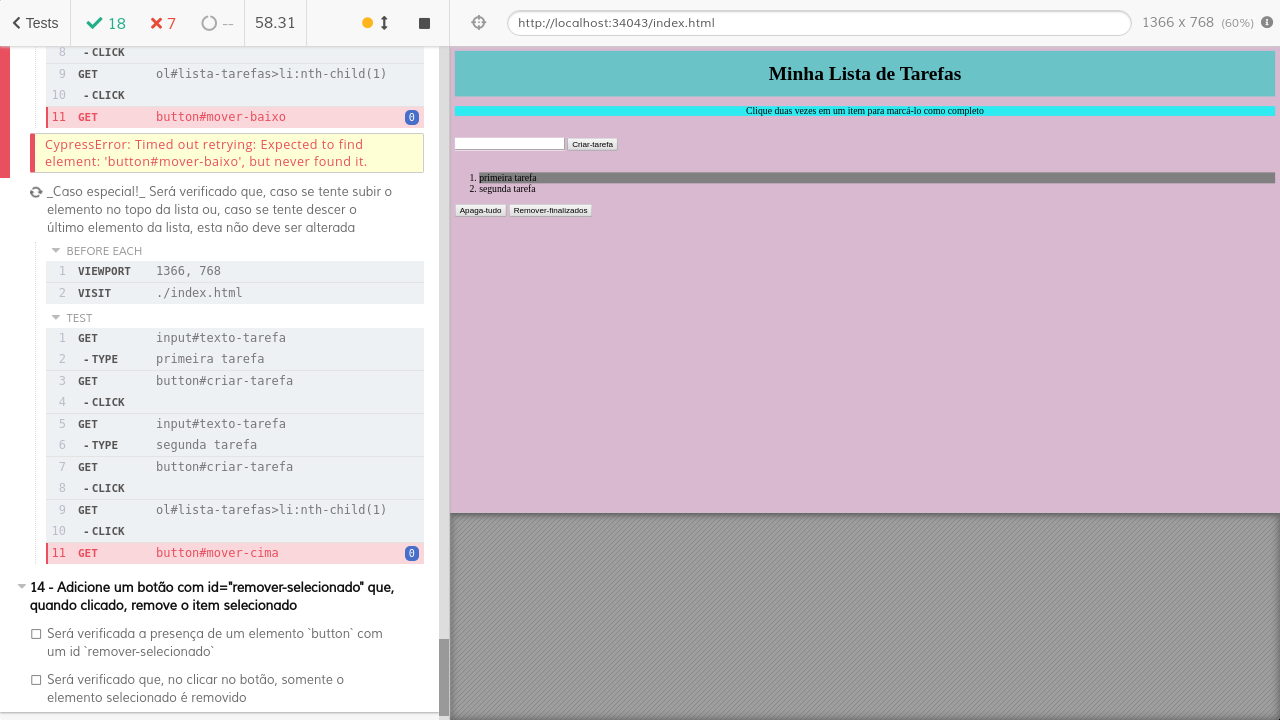 Tests
18
7
--
58.31
http://localhost:34043/index.html
1366 x 768 (60%)
8 - CLICK
9 GET ol#lista-tarefas>li:nth-child(1)
10 - CLICK
11 GET button#mover-baixo 0
CypressError: Timed out retrying: Expected to find
element: 'button#mover-baixo', but never found it.
_Caso especial!_ Será verificado que, caso se tente subir o
elemento no topo da lista ou, caso se tente descer o
último elemento da lista, esta não deve ser alterada
BEFORE EACH
1 VIEWPORT 1366, 768
2 VISIT ./index.html
TEST
1 GET input#texto-tarefa
2 - TYPE primeira tarefa
3 GET button#criar-tarefa
4 - CLICK
5 GET input#texto-tarefa
6 - TYPE segunda tarefa
7 GET button#criar-tarefa
8 - CLICK
9 GET ol#lista-tarefas>li:nth-child(1)
10 - CLICK
11 GET button#mover-cima 0
14 - Adicione um botão com id="remover-selecionado" que,
quando clicado, remove o item selecionado
Será verificada a presença de um elemento `button` com
um id `remover-selecionado`
Será verificado que, no clicar no botão, somente o
elemento selecionado é removido
Minha Lista de Tarefas
Clique duas vezes em um item para marcá-lo como completo
Criar-tarefa
1. primeira tarefa
2. segunda tarefa
Apaga-tudo Remover-finalizados